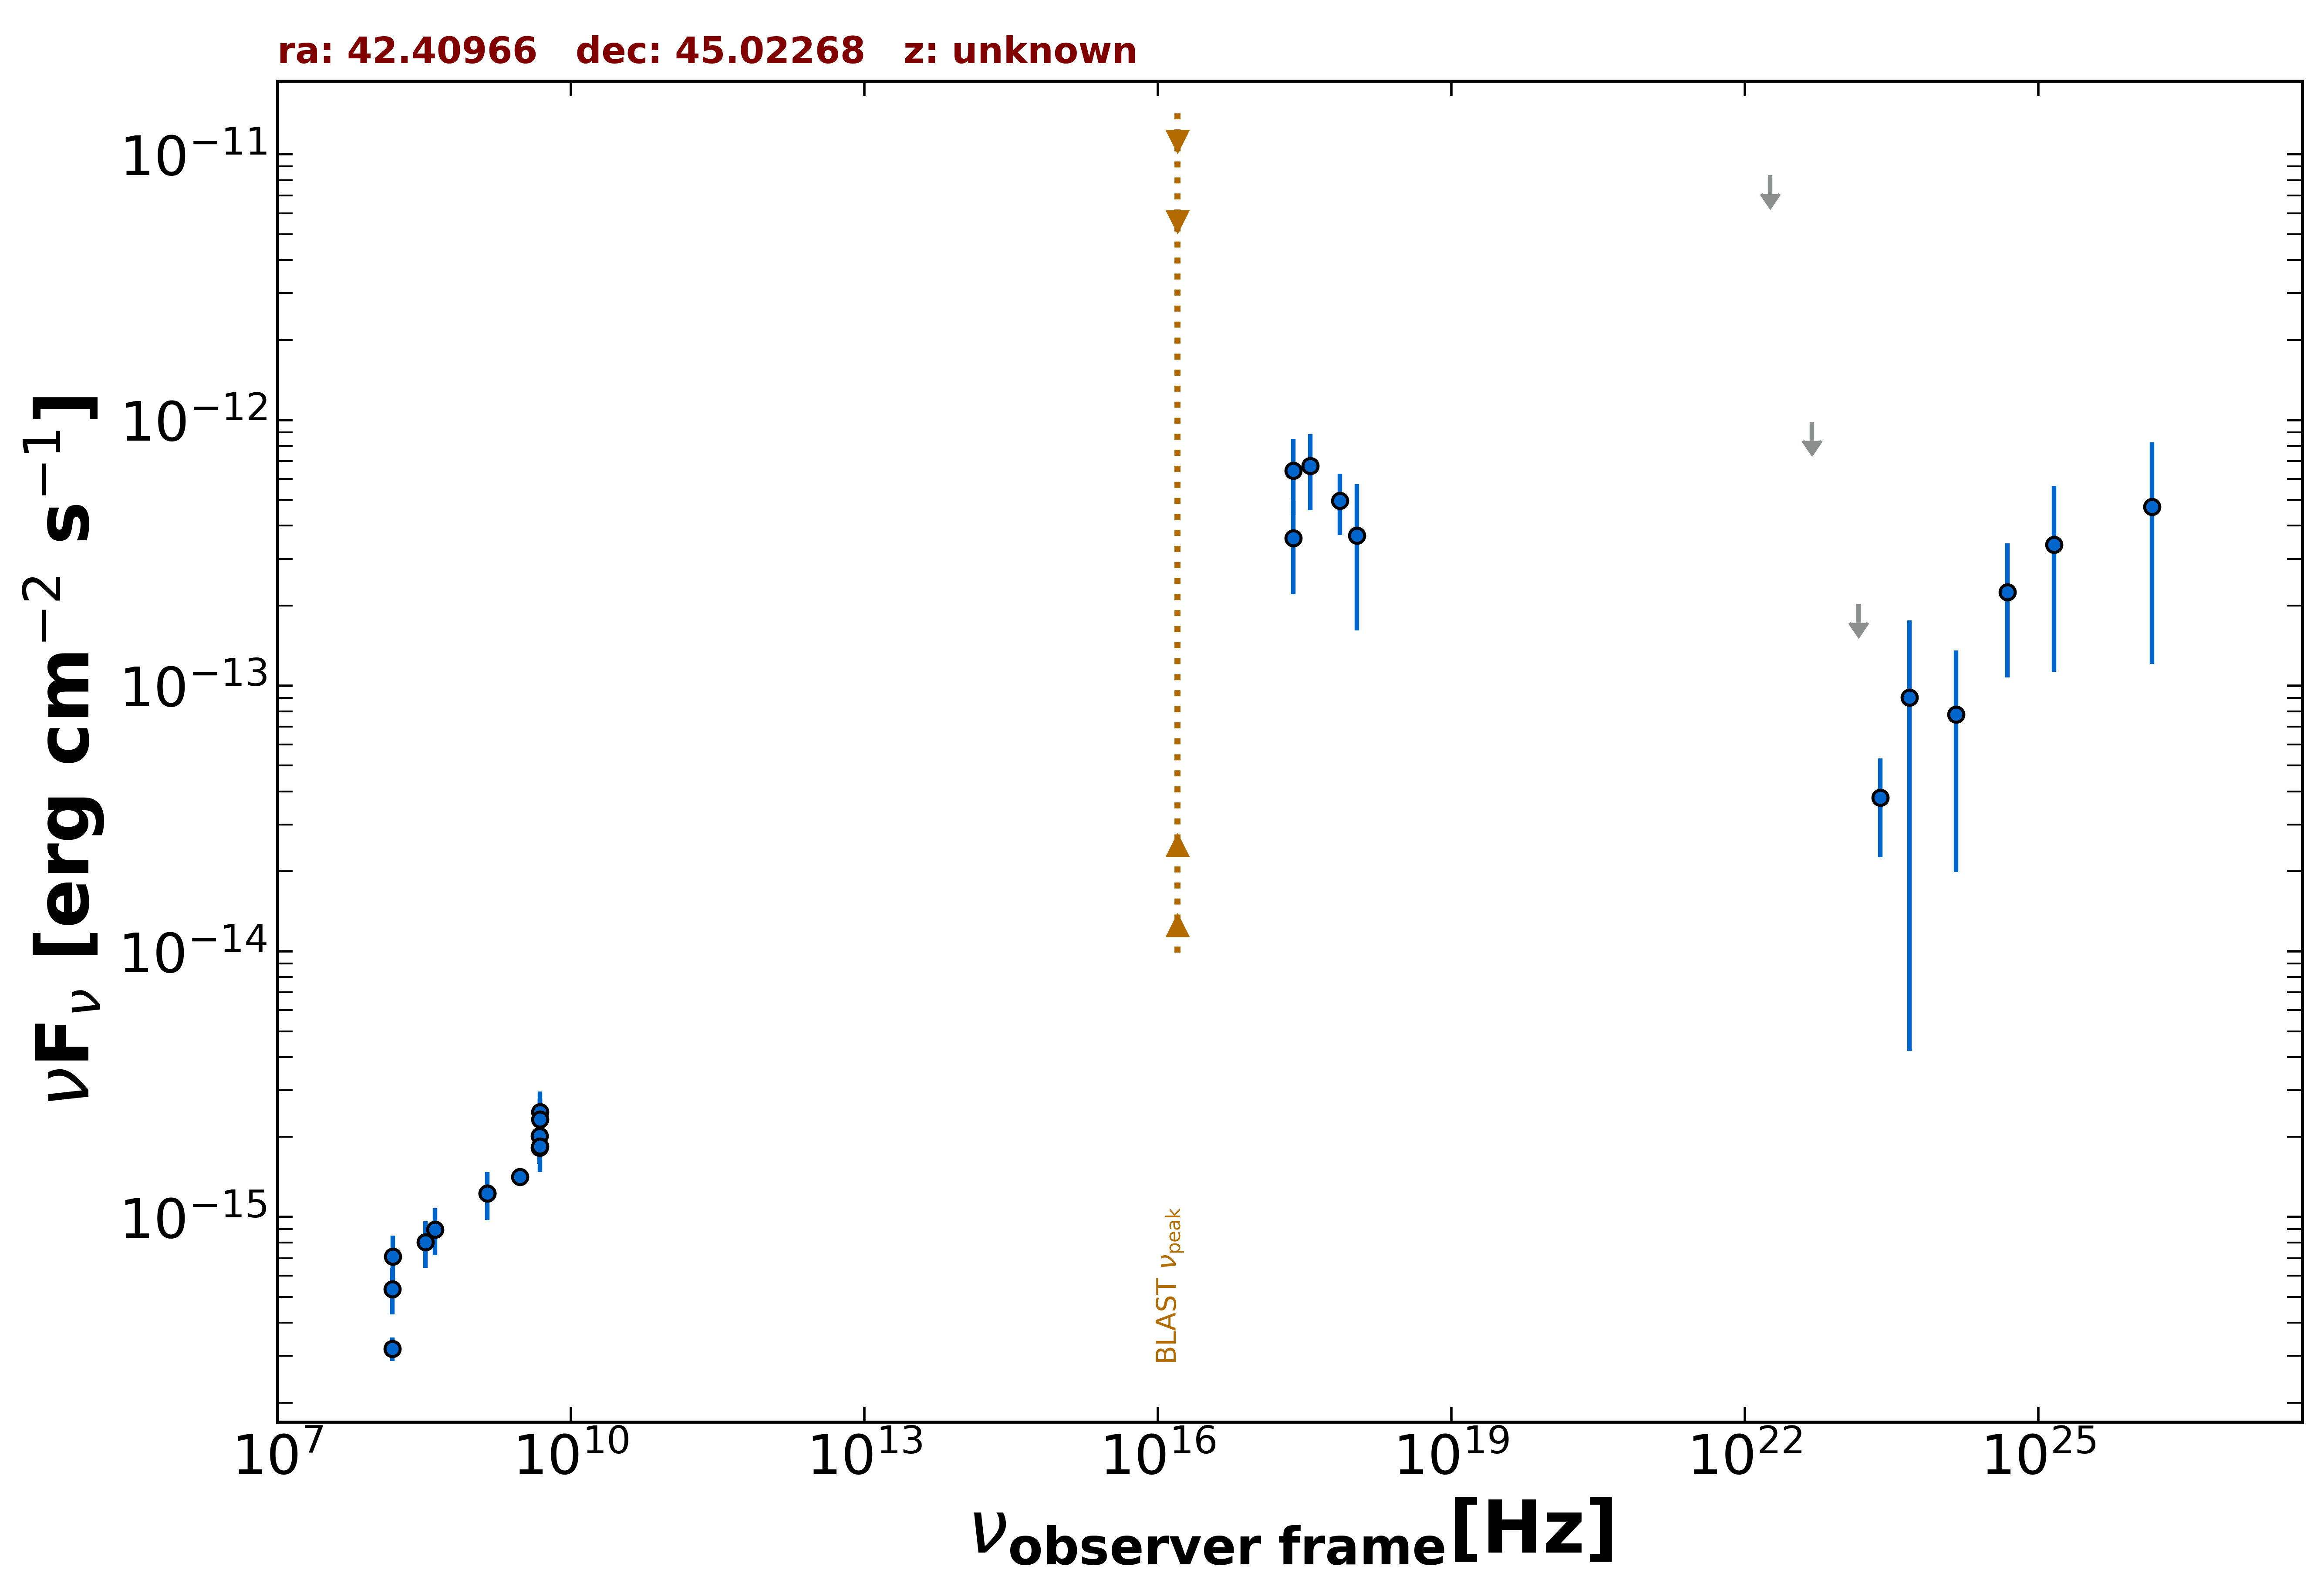 ra: 42.40966   dec: 45.02268   z: unknown
νFν [erg cm⁻² s⁻¹]
10⁻¹¹
10⁻¹²
10⁻¹³
10⁻¹⁴
10⁻¹⁵
BLAST νpeak
10⁷ 10¹⁰ 10¹³ 10¹⁶ 10¹⁹ 10²² 10²⁵
νobserver frame[Hz]